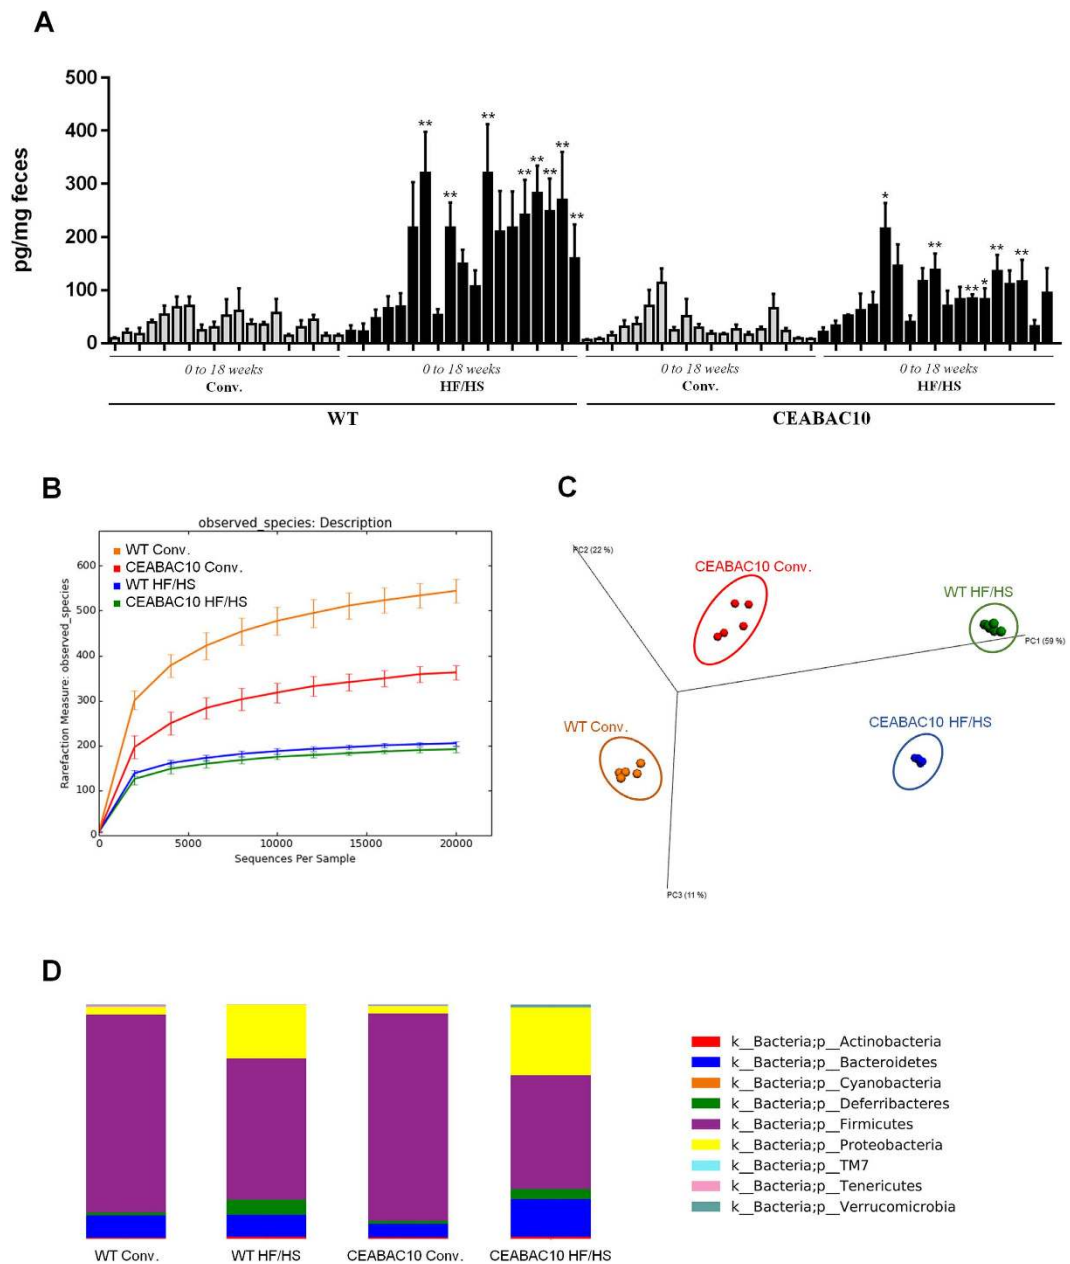 A
500
400
300
200
100
0
pg/mg feces
** ** ** ** ** ** ** ** **
* ** ** * ** **
0 to 18 weeks 0 to 18 weeks 0 to 18 weeks 0 to 18 weeks
Conv. HF/HS Conv. HF/HS
WT CEABAC10
B
observed_species: Description
WT Conv.
CEABAC10 Conv.
WT HF/HS
CEABAC10 HF/HS
600
500
400
300
200
100
0
Rarefaction Measure: observed_species
0 5000 10000 15000 20000
Sequences Per Sample
C
PC2 (22 %)
CEABAC10 Conv.
WT HF/HS
PC1 (59 %)
WT Conv.
CEABAC10 HF/HS
PC3 (11 %)
D
WT Conv. WT HF/HS CEABAC10 Conv. CEABAC10 HF/HS
k__Bacteria;p__Actinobacteria
k__Bacteria;p__Bacteroidetes
k__Bacteria;p__Cyanobacteria
k__Bacteria;p__Deferribacteres
k__Bacteria;p__Firmicutes
k__Bacteria;p__Proteobacteria
k__Bacteria;p__TM7
k__Bacteria;p__Tenericutes
k__Bacteria;p__Verrucomicrobia